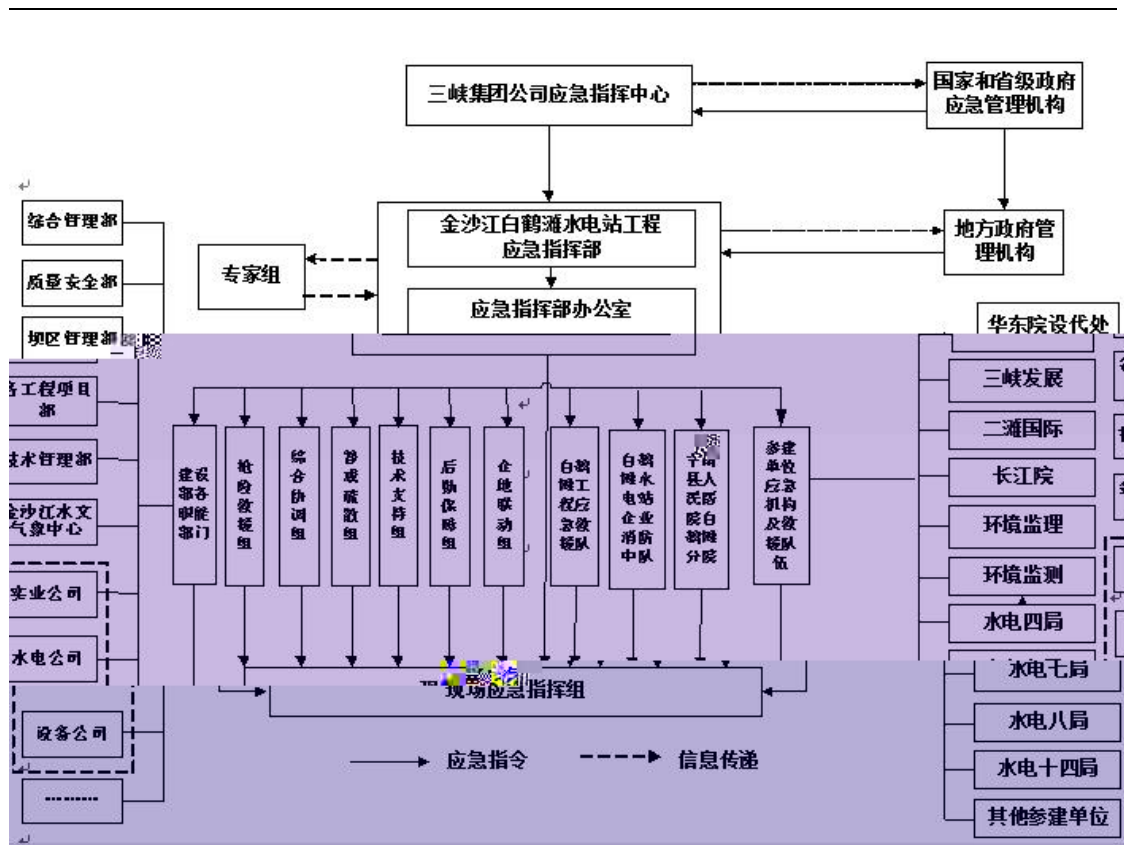 三峡集团公司应急指挥中心
国家和省级政府
应急管理机构
综合管理部
质量安全部
坝区管理部
专家组
金沙江白鹤滩水电站工程
应急指挥部
应急指挥部办公室
地方政府管
理机构
华东院设代处
各工程项目
部
技术管理部
金沙江水文
气象中心
实业公司
水电公司
设备公司
………
建设
部各
职能
部门
抢险救援组
综合协调组
警戒疏散组
技术支持组
后勤保障组
企地联动组
白鹤
滩工
程应
急救
援队
白鹤
滩水
电站
企业
消防
中队
县人
民医
院白
鹤滩
分院
参建
单位
应急
机构
及救
援队
伍
三峡发展
二滩国际
长江院
环境监理
环境监测
水电四局
水电七局
水电八局
水电十四局
其他参建单位
现场应急指挥组
应急指令
信息传递